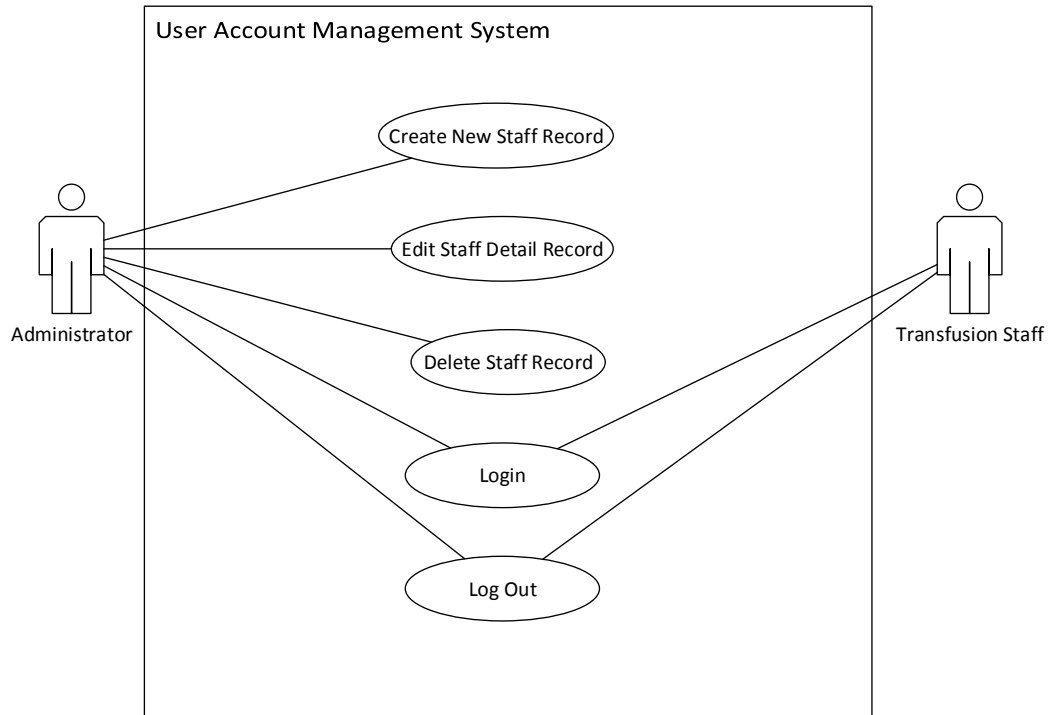 User Account Management System
Create New Staff Record
Edit Staff Detail Record
Administrator
Transfusion Staff
Delete Staff Record
Login
Log Out